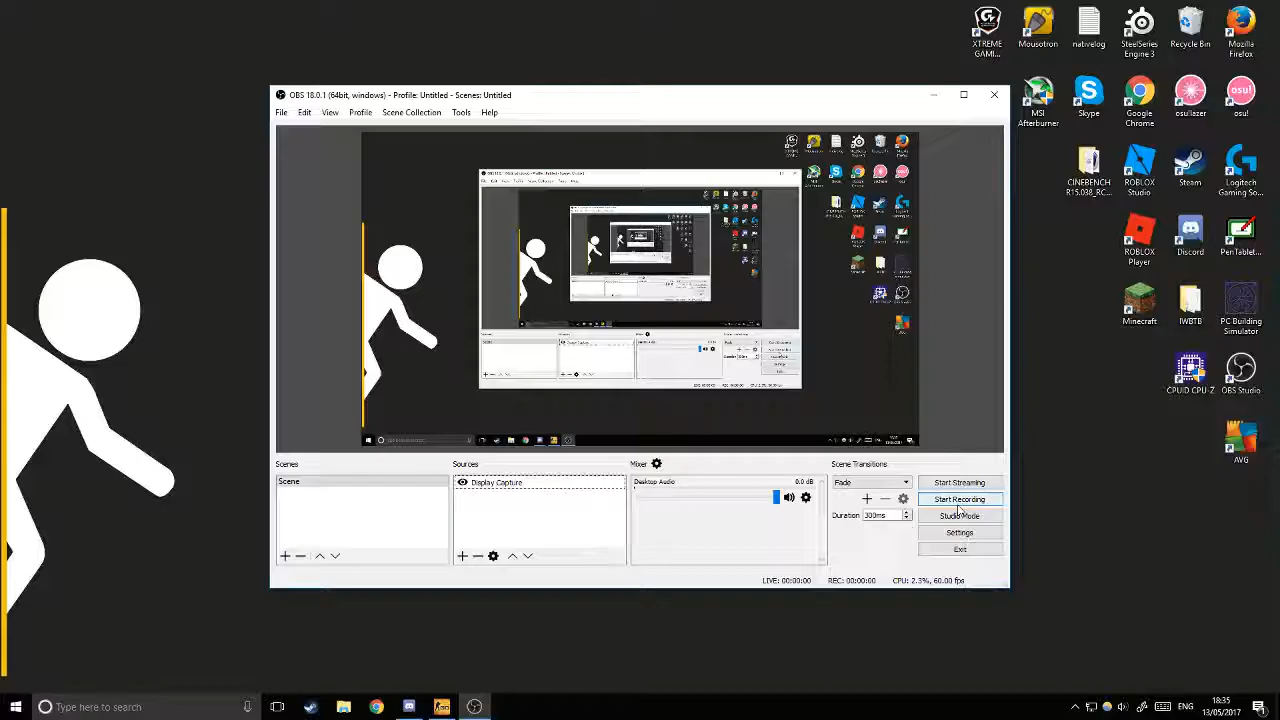 XTREME GAMI...
Mousotron
nativelog
SteelSeries Engine 3
Recycle Bin
Mozilla Firefox
OBS 18.0.1 (64bit, windows) - Profile: Untitled - Scenes: Untitled
File Edit View Profile Scene Collection Tools Help
MSI Afterburner
Skype
Google Chrome
osu!lazer
osu!
CINEBENCH R15.038_RC...
ROBLOX Studio
Steam
Logitech Gaming So...
ROBLOX Player
Discord
PenTablet...
Minecraft
IWEFB
PC Building Simulator
CPUID CPU-Z
OBS Studio
AVG
Scenes
Scene
Sources
Display Capture
Mixer
Desktop Audio 0.0 dB
Scene Transitions
Fade
Duration 300ms
Start Streaming
Start Recording
Studio Mode
Settings
Exit
LIVE: 00:00:00 REC: 00:00:00 CPU: 2.3%, 60.00 fps
Type here to search
ENG
18:35
13/05/2017